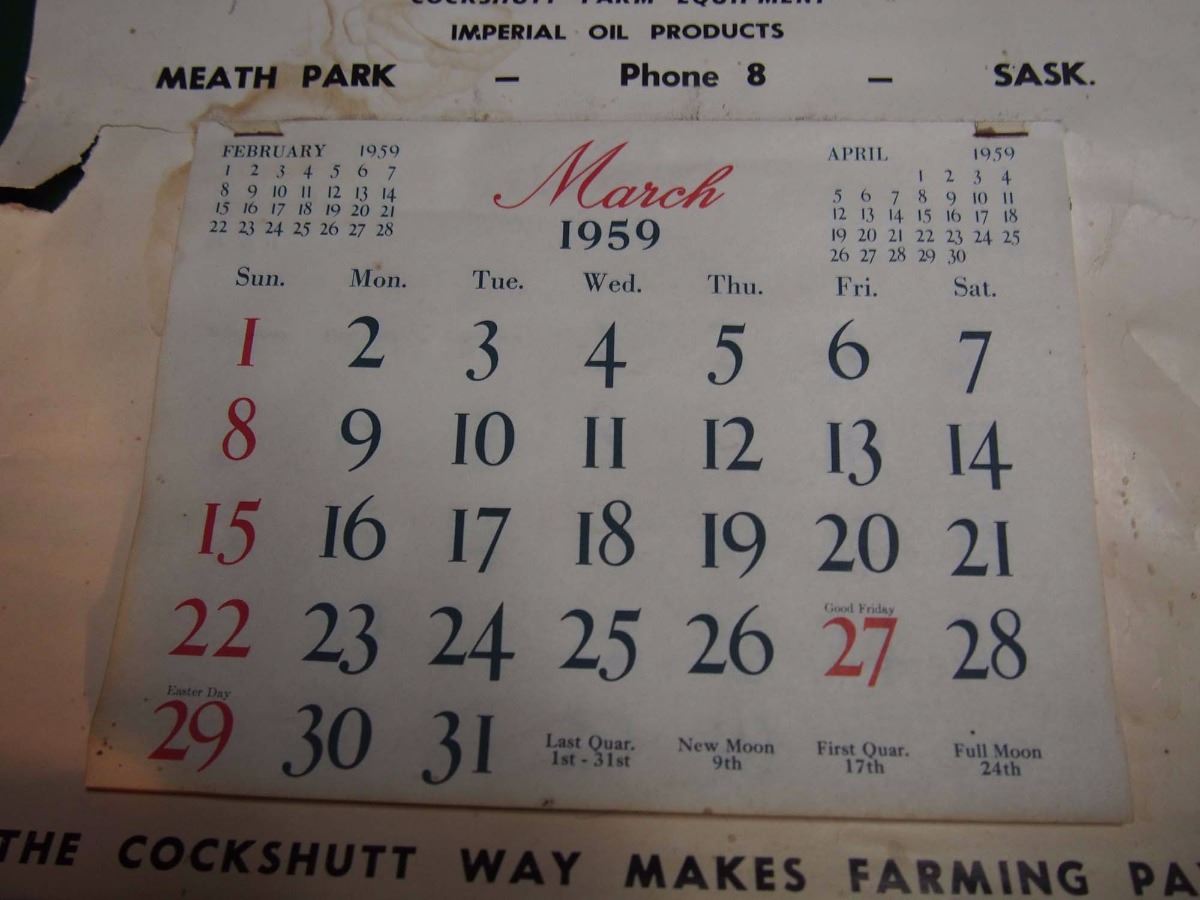 COCKSHUTT FARM EQUIPMENT
IMPERIAL OIL PRODUCTS
MEATH PARK – Phone 8 – SASK.
FEBRUARY 1959
1 2 3 4 5 6 7
8 9 10 11 12 13 14
15 16 17 18 19 20 21
22 23 24 25 26 27 28
March
1959
APRIL 1959
1 2 3 4
5 6 7 8 9 10 11
12 13 14 15 16 17 18
19 20 21 22 23 24 25
26 27 28 29 30
Sun. Mon. Tue. Wed. Thu. Fri. Sat.
1 2 3 4 5 6 7
8 9 10 11 12 13 14
15 16 17 18 19 20 21
Good Friday
22 23 24 25 26 27 28
Easter Day
29 30 31
Last Quar. New Moon First Quar. Full Moon
1st - 31st 9th 17th 24th
THE COCKSHUTT WAY MAKES FARMING